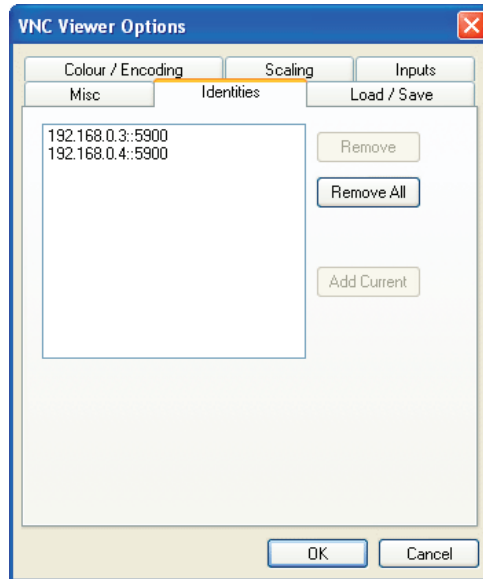 VNC Viewer Options
Colour / Encoding Scaling Inputs
Misc Identities Load / Save
192.168.0.3::5900
192.168.0.4::5900
Remove
Remove All
Add Current
OK Cancel